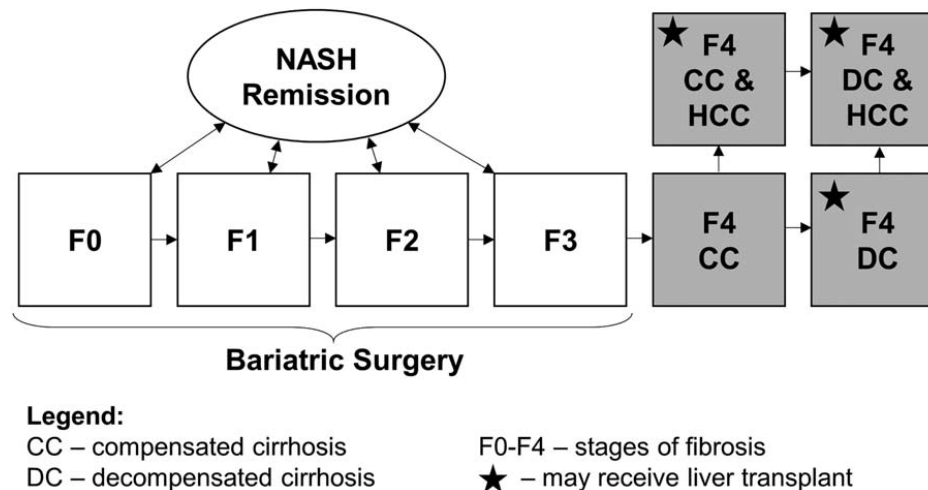 NASH
Remission
F4
CC &
HCC
F4
DC &
HCC
F0
F1
F2
F3
F4
CC
F4
DC
Bariatric Surgery
Legend:
CC – compensated cirrhosis
DC – decompensated cirrhosis
F0-F4 – stages of fibrosis
★ – may receive liver transplant